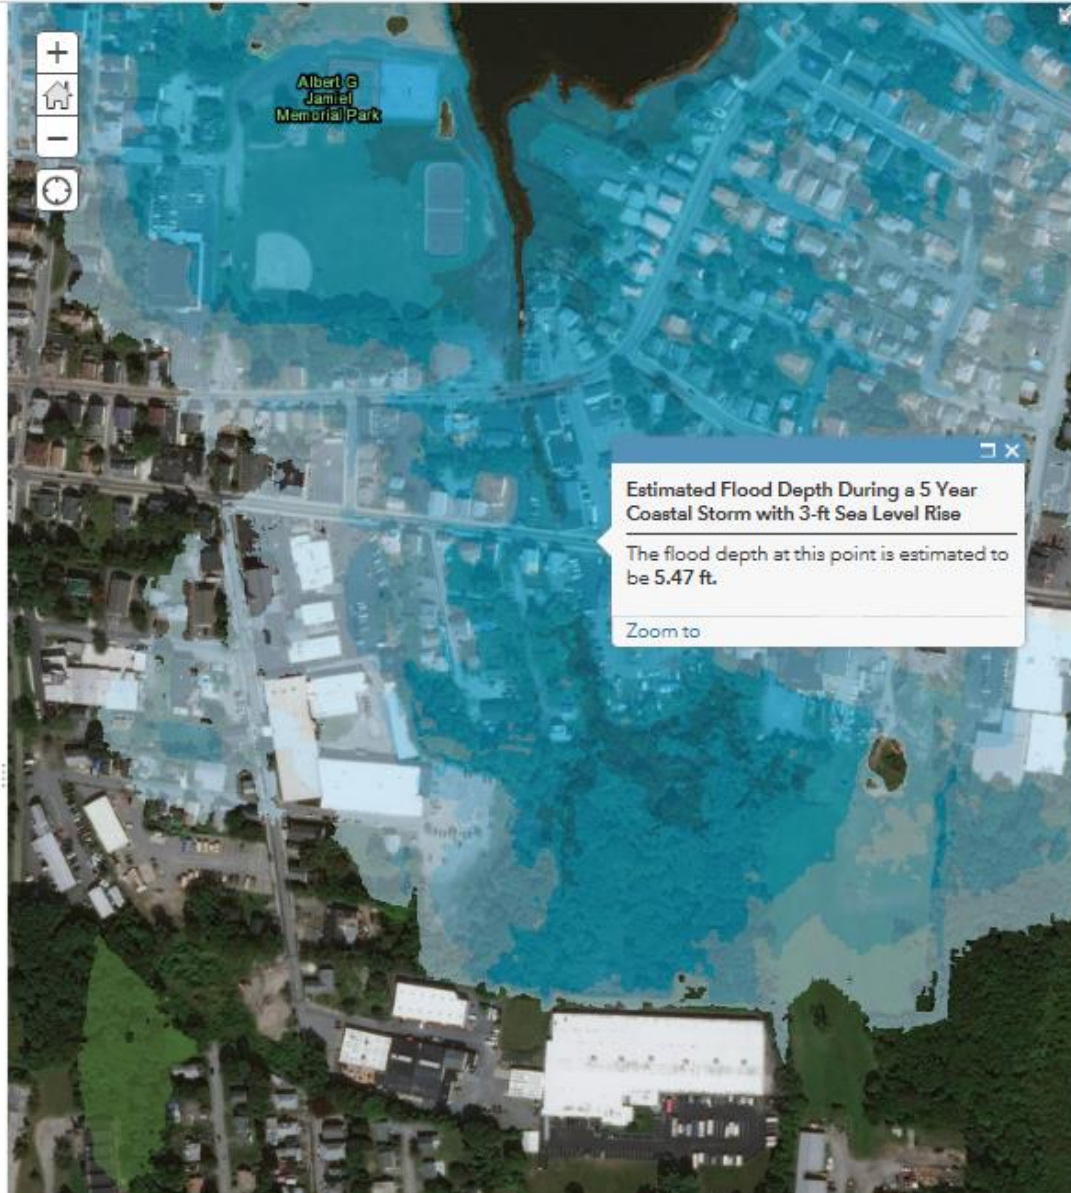 +
−
Albert G
Jamiel
Memorial Park
Estimated Flood Depth During a 5 Year
Coastal Storm with 3-ft Sea Level Rise
The flood depth at this point is estimated to
be 5.47 ft.
Zoom to